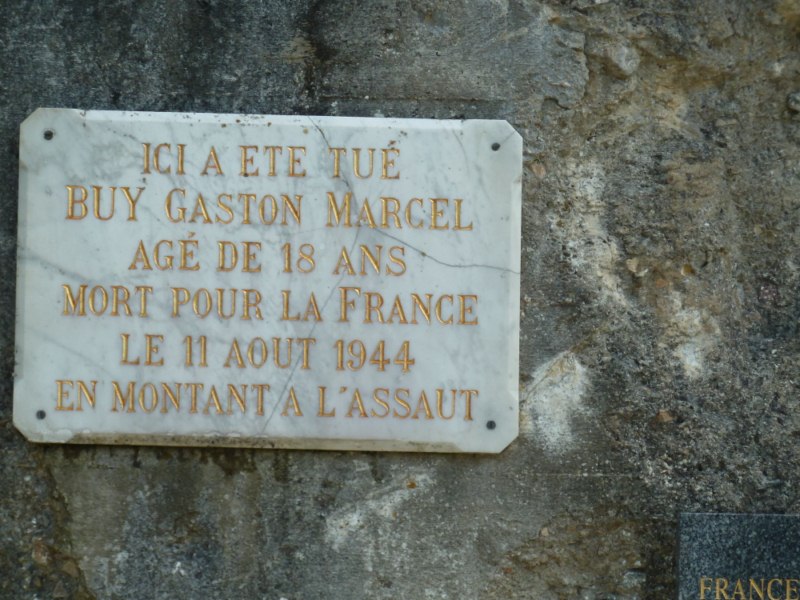 ICI A ETE TUÉ
BUY GASTON MARCEL
AGÉ DE 18 ANS
MORT POUR LA FRANCE
LE 11 AOUT 1944
EN MONTANT A L'ASSAUT
FRANCE